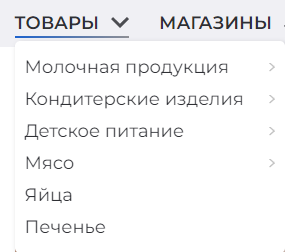 ТОВАРЫ МАГАЗИНЫ
Молочная продукция
Кондитерские изделия
Детское питание
Мясо
Яйца
Печенье